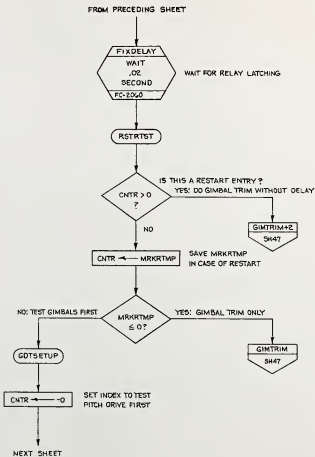 FROM PRECEDING SHEET
FIXDELAY
WAIT
.02
SECOND
FC-2060
WAIT FOR RELAY LATCHING
RSTRTST
IS THIS A RESTART ENTRY?
YES: DO GIMBAL TRIM WITHOUT DELAY
CNTR > 0
?
GIMTRIM+2
SH47
NO
CNTR ← MRKRTMP
SAVE MRKRTMP
IN CASE OF RESTART
NO: TEST GIMBALS FIRST
MRKRTMP
≤ 0?
YES: GIMBAL TRIM ONLY
GDTSETUP
GIMTRIM
SH47
CNTR ← -0
SET INDEX TO TEST
PITCH DRIVE FIRST
NEXT SHEET